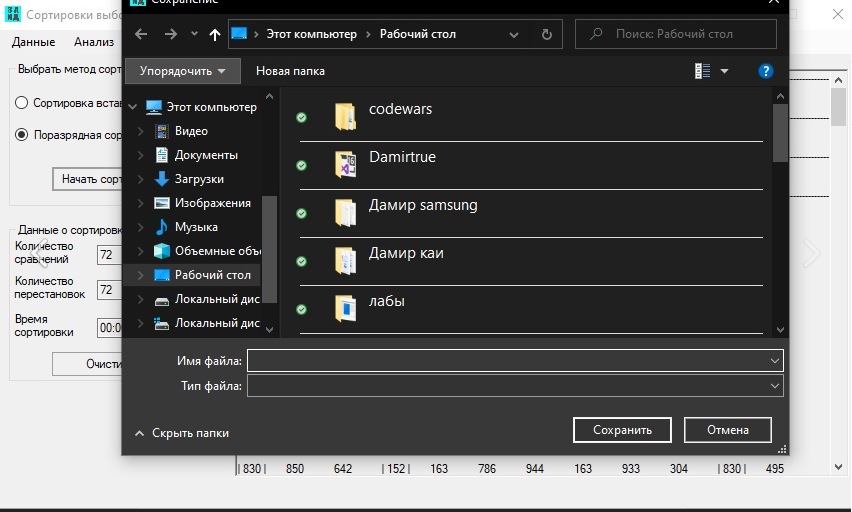 Сортировки выбо
Сохранение
Данные Анализ
Выбрать метод сорт
Сортировка встав
Поразрядная сор
Начать сорт
Данные о сортировк
Количество сравнений 72
Количество перестановок 72
Время сортировки 00:0
Очисти
Этот компьютер Рабочий стол
Поиск: Рабочий стол
Упорядочить Новая папка
Этот компьютер
Видео
Документы
Загрузки
Изображения
Музыка
Объемные объ
Рабочий стол
Локальный дис
Локальный дис
codewars
Damirtrue
Дамир samsung
Дамир каи
лабы
Имя файла:
Тип файла:
Скрыть папки
Сохранить Отмена
| 830 | 850 642 | 152 | 163 786 944 163 933 304 | 830 | 495